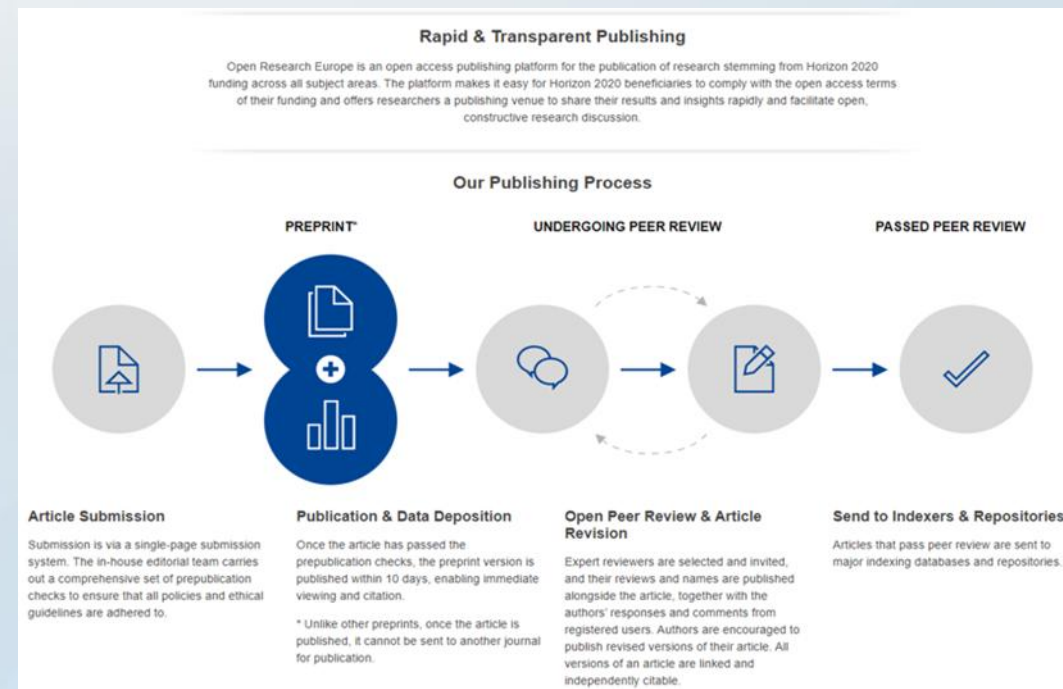 Rapid & Transparent Publishing
Open Research Europe is an open access publishing platform for the publication of research stemming from Horizon 2020
funding across all subject areas. The platform makes it easy for Horizon 2020 beneficiaries to comply with the open access terms
of their funding and offers researchers a publishing venue to share their results and insights rapidly and facilitate open,
constructive research discussion.
Our Publishing Process
PREPRINT*
UNDERGOING PEER REVIEW
PASSED PEER REVIEW
Article Submission
Submission is via a single-page submission
system. The in-house editorial team carries
out a comprehensive set of prepublication
checks to ensure that all policies and ethical
guidelines are adhered to.
Publication & Data Deposition
Once the article has passed the
prepublication checks, the preprint version is
published within 10 days, enabling immediate
viewing and citation.
* Unlike other preprints, once the article is
published, it cannot be sent to another journal
for publication.
Open Peer Review & Article
Revision
Expert reviewers are selected and invited,
and their reviews and names are published
alongside the article, together with the
authors' responses and comments from
registered users. Authors are encouraged to
publish revised versions of their article. All
versions of an article are linked and
independently citable.
Send to Indexers & Repositories
Articles that pass peer review are sent to
major indexing databases and repositories.